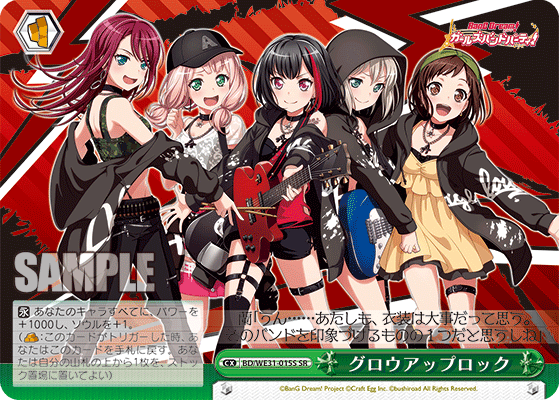 BanG Dream!
ガールズバンドパーティ!
SAMPLE
永 あなたのキャラすべてに、パワーを
+1000し、ソウルを+1。
(:このカードがトリガーした時、あ
なたはこのカードを手札に戻す。あな
たは自分の山札の上から1枚を、ストッ
ク置場に置いてよい)
蘭「うん……あたしも、衣装は大事だって思う。
このバンドを印象づけるものの1つだと思うしね」
CX BD/WE31-015S SR グロウアップロック
©BanG Dream! Project ©Craft Egg Inc. ©bushiroad All Rights Reserved.